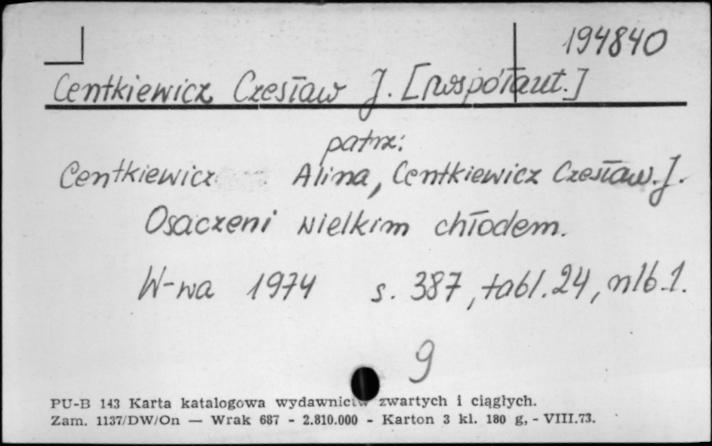 194840
Centkiewicz Czesław J. [współaut.]
patrz:
Centkiewicz Alina, Centkiewicz Czesław J.
Osaczeni wielkim chłodem.
W-wa 1974 s. 387, tabl. 24, nlb. 1.
9
PU-B 143 Karta katalogowa wydawnictw zwartych i ciągłych.
Zam. 1137/DW/On — Wrak 687 - 2.810.000 - Karton 3 kl. 180 g, - VIII.73.